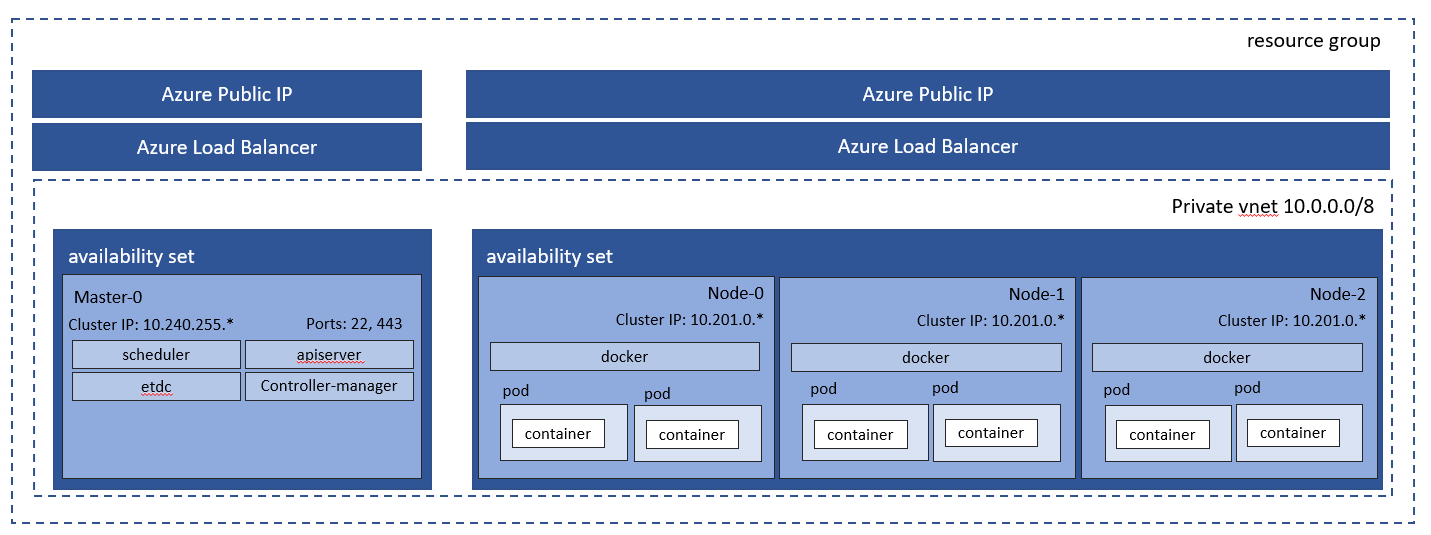 resource group
Azure Public IP
Azure Public IP
Azure Load Balancer
Azure Load Balancer
Private vnet 10.0.0.0/8
availability set
Master-0
Cluster IP: 10.240.255.*
Ports: 22, 443
scheduler
apiserver
etdc
Controller-manager
availability set
Node-0
Cluster IP: 10.201.0.*
docker
pod
pod
container
container
Node-1
Cluster IP: 10.201.0.*
docker
pod
pod
container
container
Node-2
Cluster IP: 10.201.0.*
docker
pod
pod
container
container